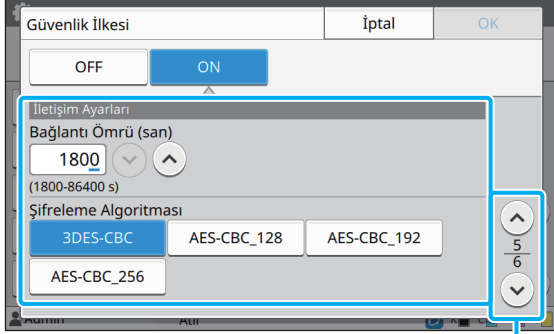 Güvenlik İlkesi
İptal
OK
OFF
ON
İletişim Ayarları
Bağlantı Ömrü (san)
1800
(1800-86400 s)
Şifreleme Algoritması
3DES-CBC
AES-CBC_128
AES-CBC_192
AES-CBC_256
5
6
Admin